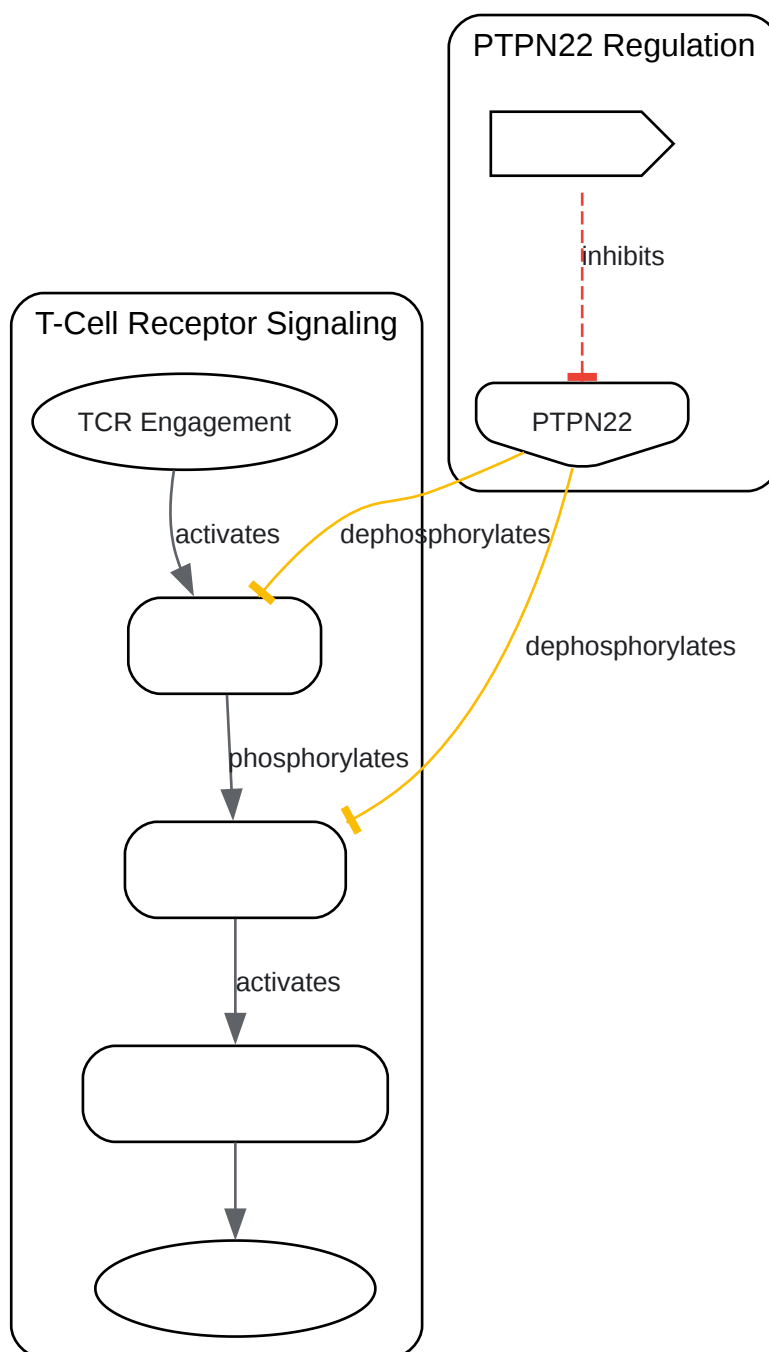 PTPN22 Regulation
inhibits
T-Cell Receptor Signaling
TCR Engagement
PTPN22
activates
dephosphorylates
dephosphorylates
phosphorylates
activates